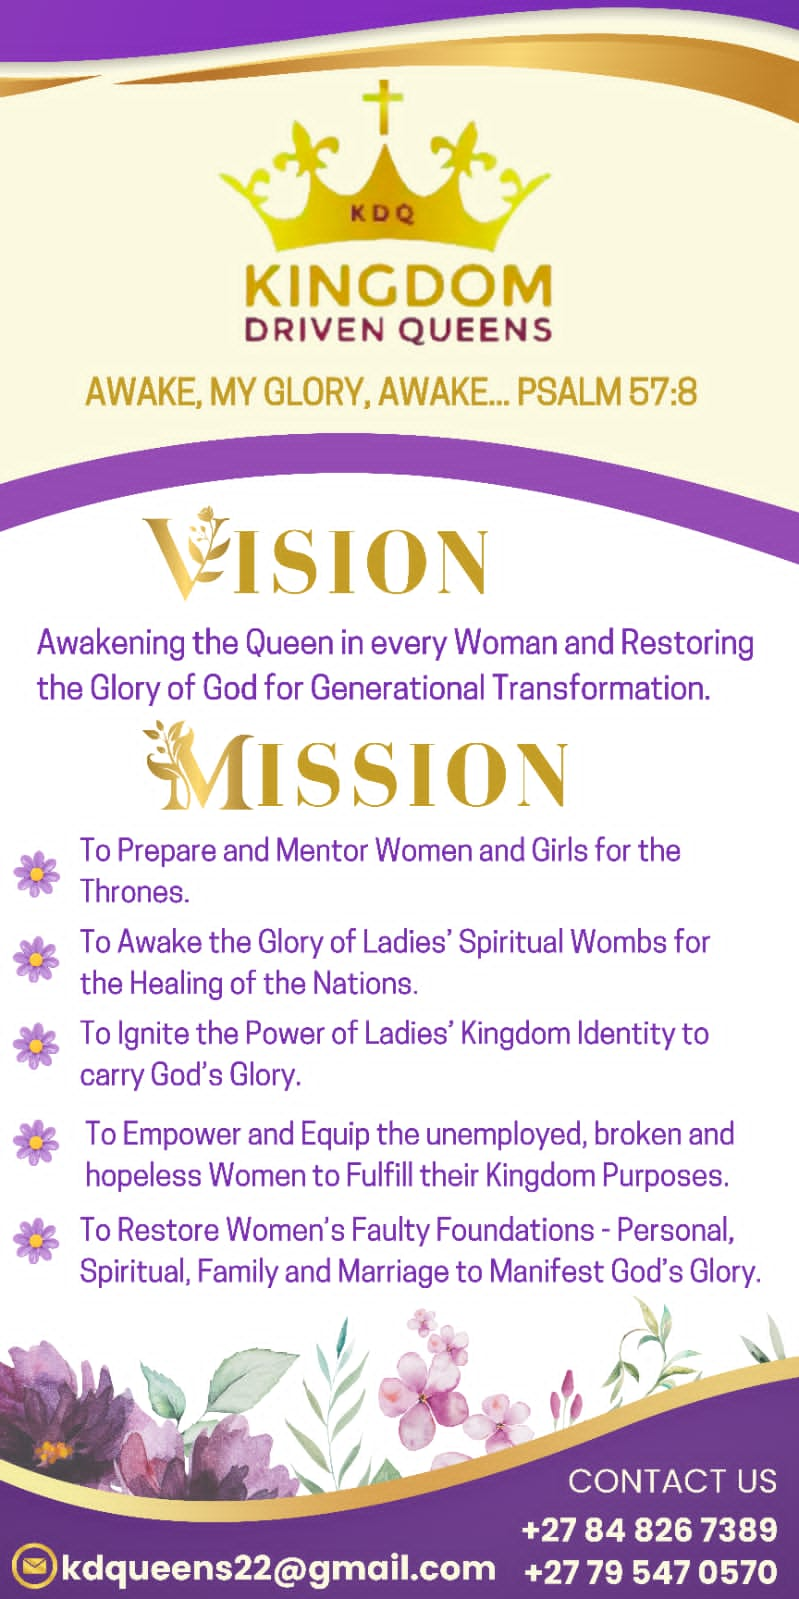 KDQ
KINGDOM
DRIVEN QUEENS
AWAKE, MY GLORY, AWAKE... PSALM 57:8
VISION
Awakening the Queen in every Woman and Restoring
the Glory of God for Generational Transformation.
MISSION
To Prepare and Mentor Women and Girls for the
Thrones.
To Awake the Glory of Ladies' Spiritual Wombs for
the Healing of the Nations.
To Ignite the Power of Ladies' Kingdom Identity to
carry God's Glory.
To Empower and Equip the unemployed, broken and
hopeless Women to Fulfill their Kingdom Purposes.
To Restore Women's Faulty Foundations - Personal,
Spiritual, Family and Marriage to Manifest God's Glory.
CONTACT US
+27 84 826 7389
kdqueens22@gmail.com +27 79 547 0570